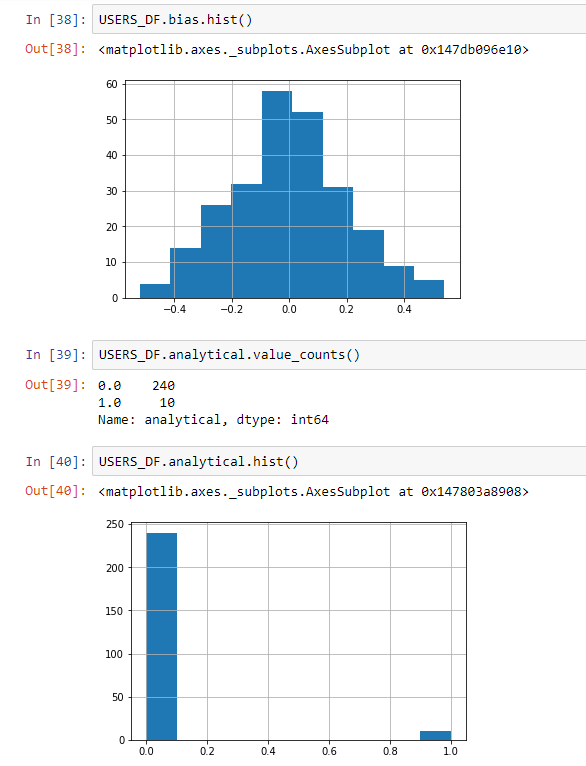 In [38]: USERS_DF.bias.hist()
Out[38]: <matplotlib.axes._subplots.AxesSubplot at 0x147db096e10>
60
50
40
30
20
10
0
−0.4 −0.2 0.0 0.2 0.4
In [39]: USERS_DF.analytical.value_counts()
Out[39]: 0.0 240
1.0 10
Name: analytical, dtype: int64
In [40]: USERS_DF.analytical.hist()
Out[40]: <matplotlib.axes._subplots.AxesSubplot at 0x147803a8908>
250
200
150
100
50
0
0.0 0.2 0.4 0.6 0.8 1.0